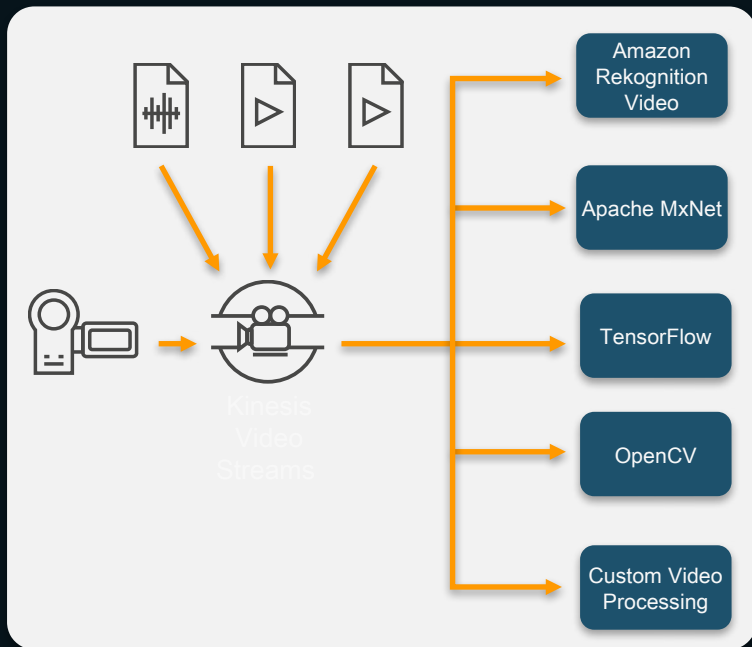 Amazon
Rekognition
Video
Apache MxNet
Kinesis
Video
Streams
TensorFlow
OpenCV
Custom Video
Processing